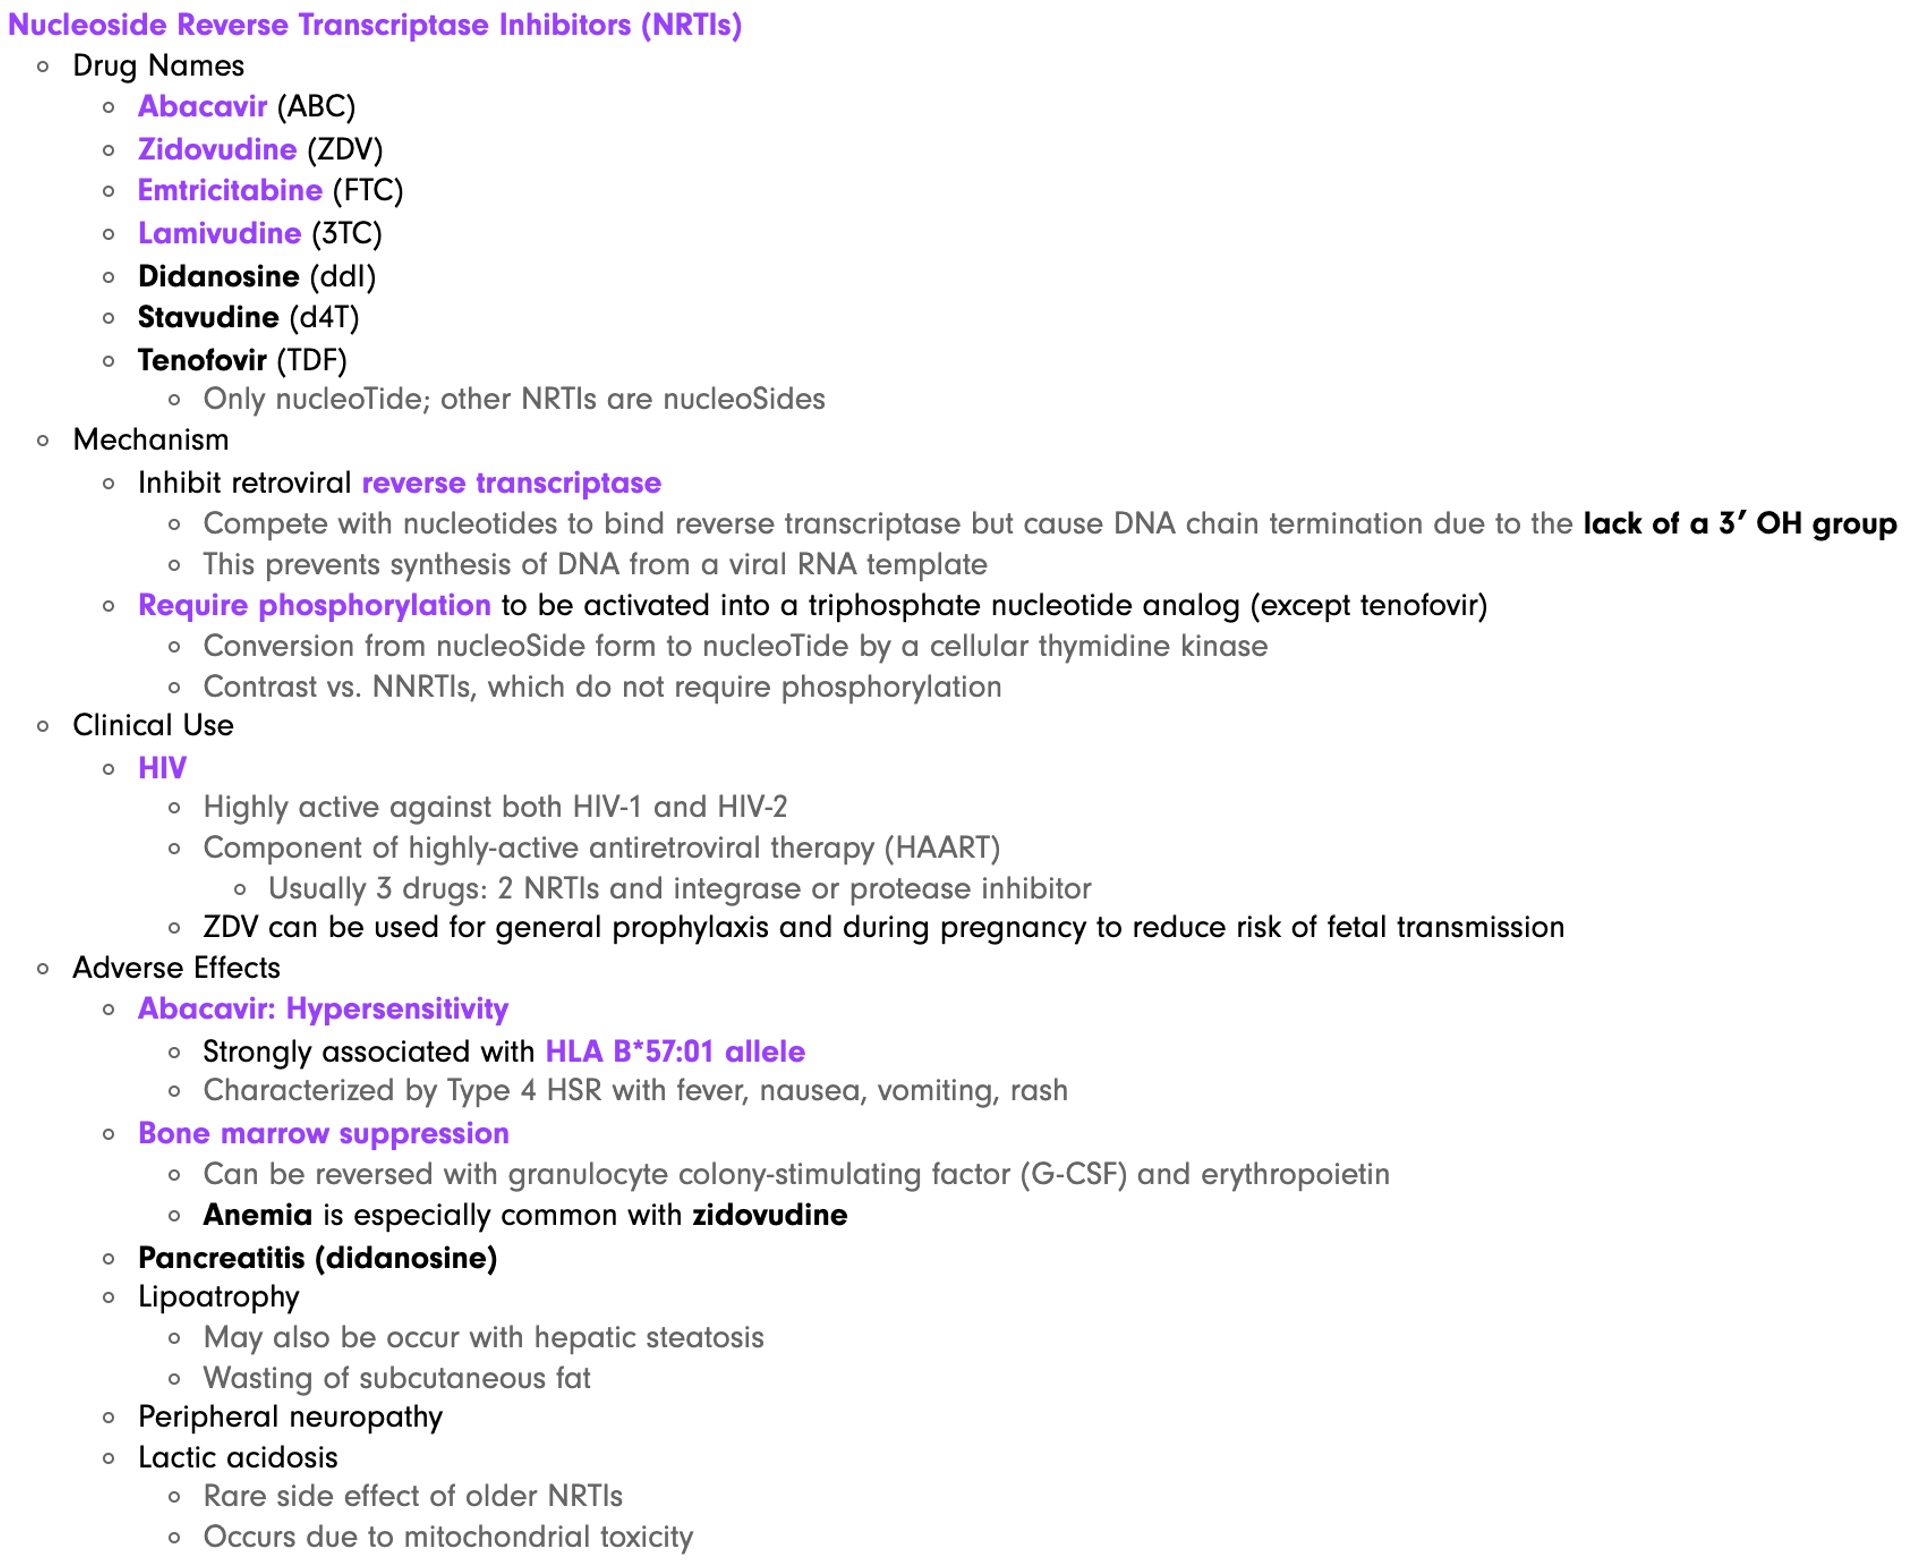 Nucleoside Reverse Transcriptase Inhibitors (NRTIs)
Drug Names
Abacavir (ABC)
Zidovudine (ZDV)
Emtricitabine (FTC)
Lamivudine (3TC)
Didanosine (ddI)
Stavudine (d4T)
Tenofovir (TDF)
Only nucleoTide; other NRTIs are nucleoSides
Mechanism
Inhibit retroviral reverse transcriptase
Compete with nucleotides to bind reverse transcriptase but cause DNA chain termination due to the lack of a 3’ OH group
This prevents synthesis of DNA from a viral RNA template
Require phosphorylation to be activated into a triphosphate nucleotide analog (except tenofovir)
Conversion from nucleoSide form to nucleoTide by a cellular thymidine kinase
Contrast vs. NNRTIs, which do not require phosphorylation
Clinical Use
HIV
Highly active against both HIV-1 and HIV-2
Component of highly-active antiretroviral therapy (HAART)
Usually 3 drugs: 2 NRTIs and integrase or protease inhibitor
ZDV can be used for general prophylaxis and during pregnancy to reduce risk of fetal transmission
Adverse Effects
Abacavir: Hypersensitivity
Strongly associated with HLA B*57:01 allele
Characterized by Type 4 HSR with fever, nausea, vomiting, rash
Bone marrow suppression
Can be reversed with granulocyte colony-stimulating factor (G-CSF) and erythropoietin
Anemia is especially common with zidovudine
Pancreatitis (didanosine)
Lipoatrophy
May also be occur with hepatic steatosis
Wasting of subcutaneous fat
Peripheral neuropathy
Lactic acidosis
Rare side effect of older NRTIs
Occurs due to mitochondrial toxicity